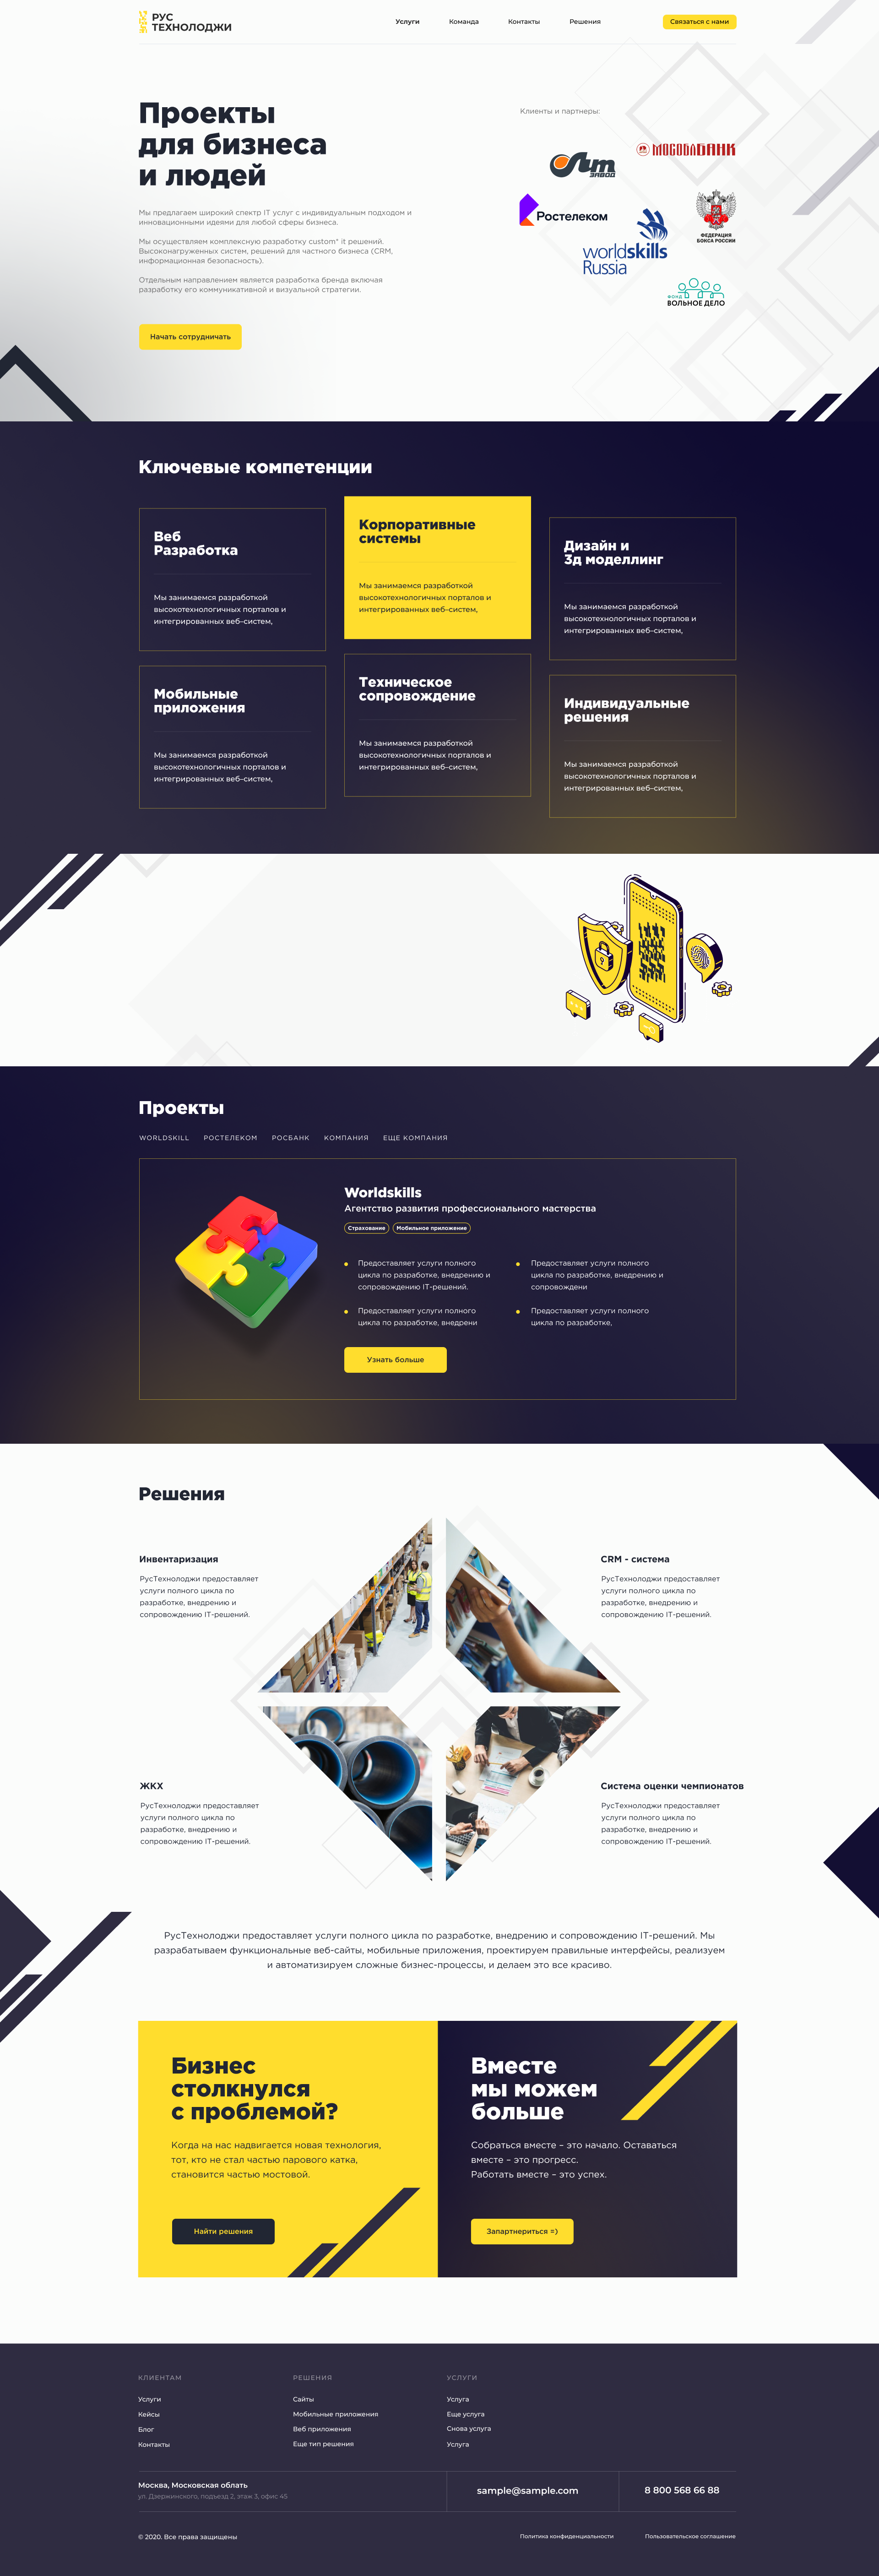 РУС
ТЕХНОЛОДЖИ
Услуги
Команда
Контакты
Решения
Связаться с нами
Проекты
для бизнеса
и людей
Мы предлагаем широкий спектр IT услуг с индивидуальным подходом и
инновационными идеями для любой сферы бизнеса.
Мы осуществляем комплексную разработку custom* it решений.
Высоконагруженных систем, решений для частного бизнеса (CRM,
информационная безопасность).
Отдельным направлением является разработка бренда включая
разработку его коммуникативной и визуальной стратегии.
Начать сотрудничать
Клиенты и партнеры:
МОСОБЛБАНК
ЗАВОД
Ростелеком
ФЕДЕРАЦИЯ
БОКСА РОССИИ
worldskills
Russia
ФОНД
ВОЛЬНОЕ ДЕЛО
Ключевые компетенции
Веб
Разработка
Мы занимаемся разработкой
высокотехнологичных порталов и
интегрированных веб–систем,
Корпоративные
системы
Мы занимаемся разработкой
высокотехнологичных порталов и
интегрированных веб–систем,
Дизайн и
3д моделлинг
Мы занимаемся разработкой
высокотехнологичных порталов и
интегрированных веб–систем,
Мобильные
приложения
Мы занимаемся разработкой
высокотехнологичных порталов и
интегрированных веб–систем,
Техническое
сопровождение
Мы занимаемся разработкой
высокотехнологичных порталов и
интегрированных веб–систем,
Индивидуальные
решения
Мы занимаемся разработкой
высокотехнологичных порталов и
интегрированных веб–систем,
Проекты
WORLDSKILL
РОСТЕЛЕКОМ
РОСБАНК
КОМПАНИЯ
ЕЩЕ КОМПАНИЯ
Worldskills
Агентство развития профессионального мастерства
Страхование
Мобильное приложение
Предоставляет услуги полного
цикла по разработке, внедрению и
сопровождению IT–решений.
Предоставляет услуги полного
цикла по разработке, внедрению и
сопровождени
Предоставляет услуги полного
цикла по разработке, внедрени
Предоставляет услуги полного
цикла по разработке,
Узнать больше
Решения
Инвентаризация
РусТехнолоджи предоставляет
услуги полного цикла по
разработке, внедрению и
сопровождению IT–решений.
CRM - система
РусТехнолоджи предоставляет
услуги полного цикла по
разработке, внедрению и
сопровождению IT–решений.
ЖКХ
РусТехнолоджи предоставляет
услуги полного цикла по
разработке, внедрению и
сопровождению IT–решений.
Система оценки чемпионатов
РусТехнолоджи предоставляет
услуги полного цикла по
разработке, внедрению и
сопровождению IT–решений.
РусТехнолоджи предоставляет услуги полного цикла по разработке, внедрению и сопровождению IT–решений. Мы
разрабатываем функциональные веб-сайты, мобильные приложения, проектируем правильные интерфейсы, реализуем
и автоматизируем сложные бизнес-процессы, и делаем это все красиво.
Бизнес
столкнулся
с проблемой?
Когда на нас надвигается новая технология,
тот, кто не стал частью парового катка,
становится частью мостовой.
Найти решения
Вместе
мы можем
больше
Собраться вместе – это начало. Оставаться
вместе – это прогресс.
Работать вместе – это успех.
Запартнериться =)
КЛИЕНТАМ
Услуги
Кейсы
Блог
Контакты
РЕШЕНИЯ
Сайты
Мобильные приложения
Веб приложения
Еще тип решения
УСЛУГИ
Услуга
Еще услуга
Снова услуга
Услуга
Москва, Московская облать
ул. Дзержинского, подъезд 2, этаж 3, офис 45
sample@sample.com
8 800 568 66 88
© 2020. Все права защищены
Политика конфиденциальности
Пользовательское соглашение